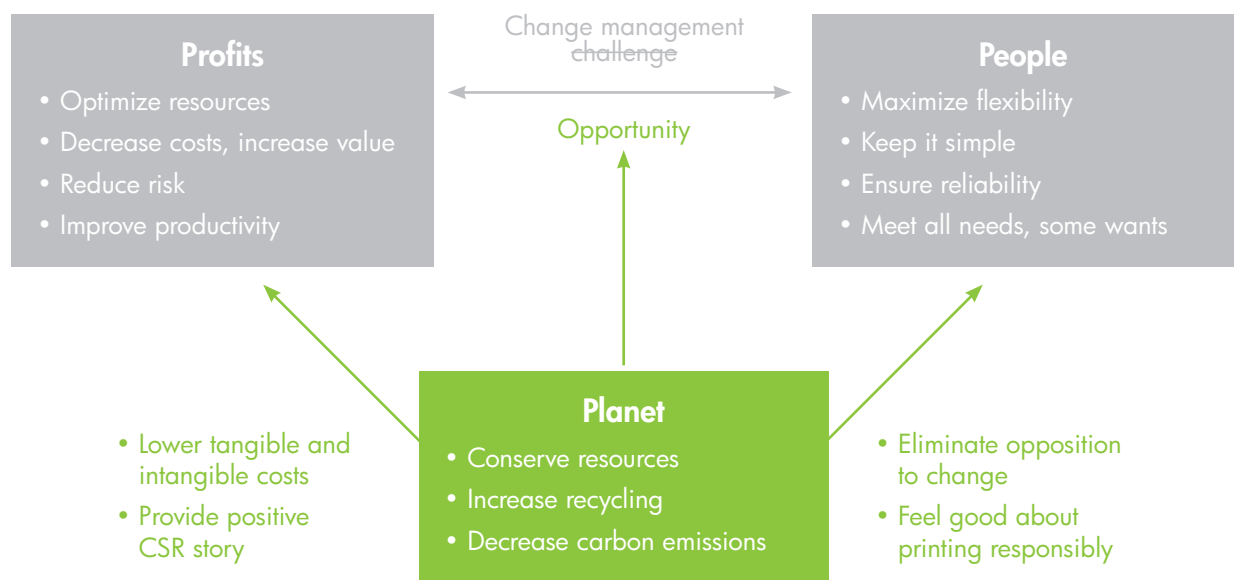 Change management
challenge
Profits
• Optimize resources
• Decrease costs, increase value
• Reduce risk
• Improve productivity
Opportunity
People
• Maximize flexibility
• Keep it simple
• Ensure reliability
• Meet all needs, some wants
• Lower tangible and
intangible costs
• Provide positive
CSR story
Planet
• Conserve resources
• Increase recycling
• Decrease carbon emissions
• Eliminate opposition
to change
• Feel good about
printing responsibly